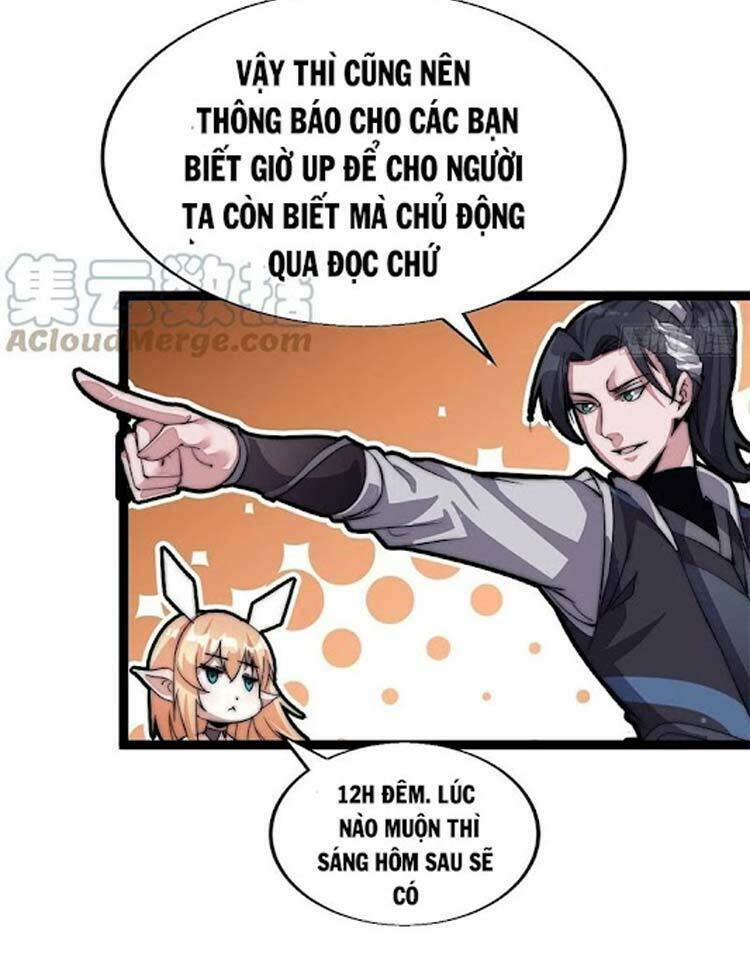 VẬY THÌ CŨNG NÊN
THÔNG BÁO CHO CÁC BẠN
BIẾT GIỜ UP ĐỂ CHO NGƯỜI
TA CÒN BIẾT MÀ CHỦ ĐỘNG
QUA ĐỌC CHỨ
集云数据
ACloudMerge.com
12H ĐÊM. LÚC
NÀO MUỘN THÌ
SÁNG HÔM SAU SẼ
CÓ